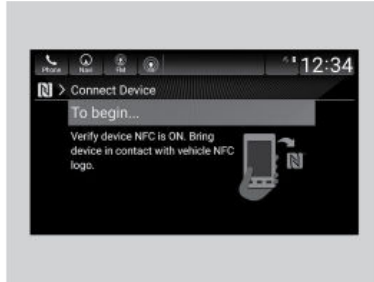 Phone Navi FM
12:34
Connect Device
To begin...
Verify device NFC is ON. Bring
device in contact with vehicle NFC
logo.